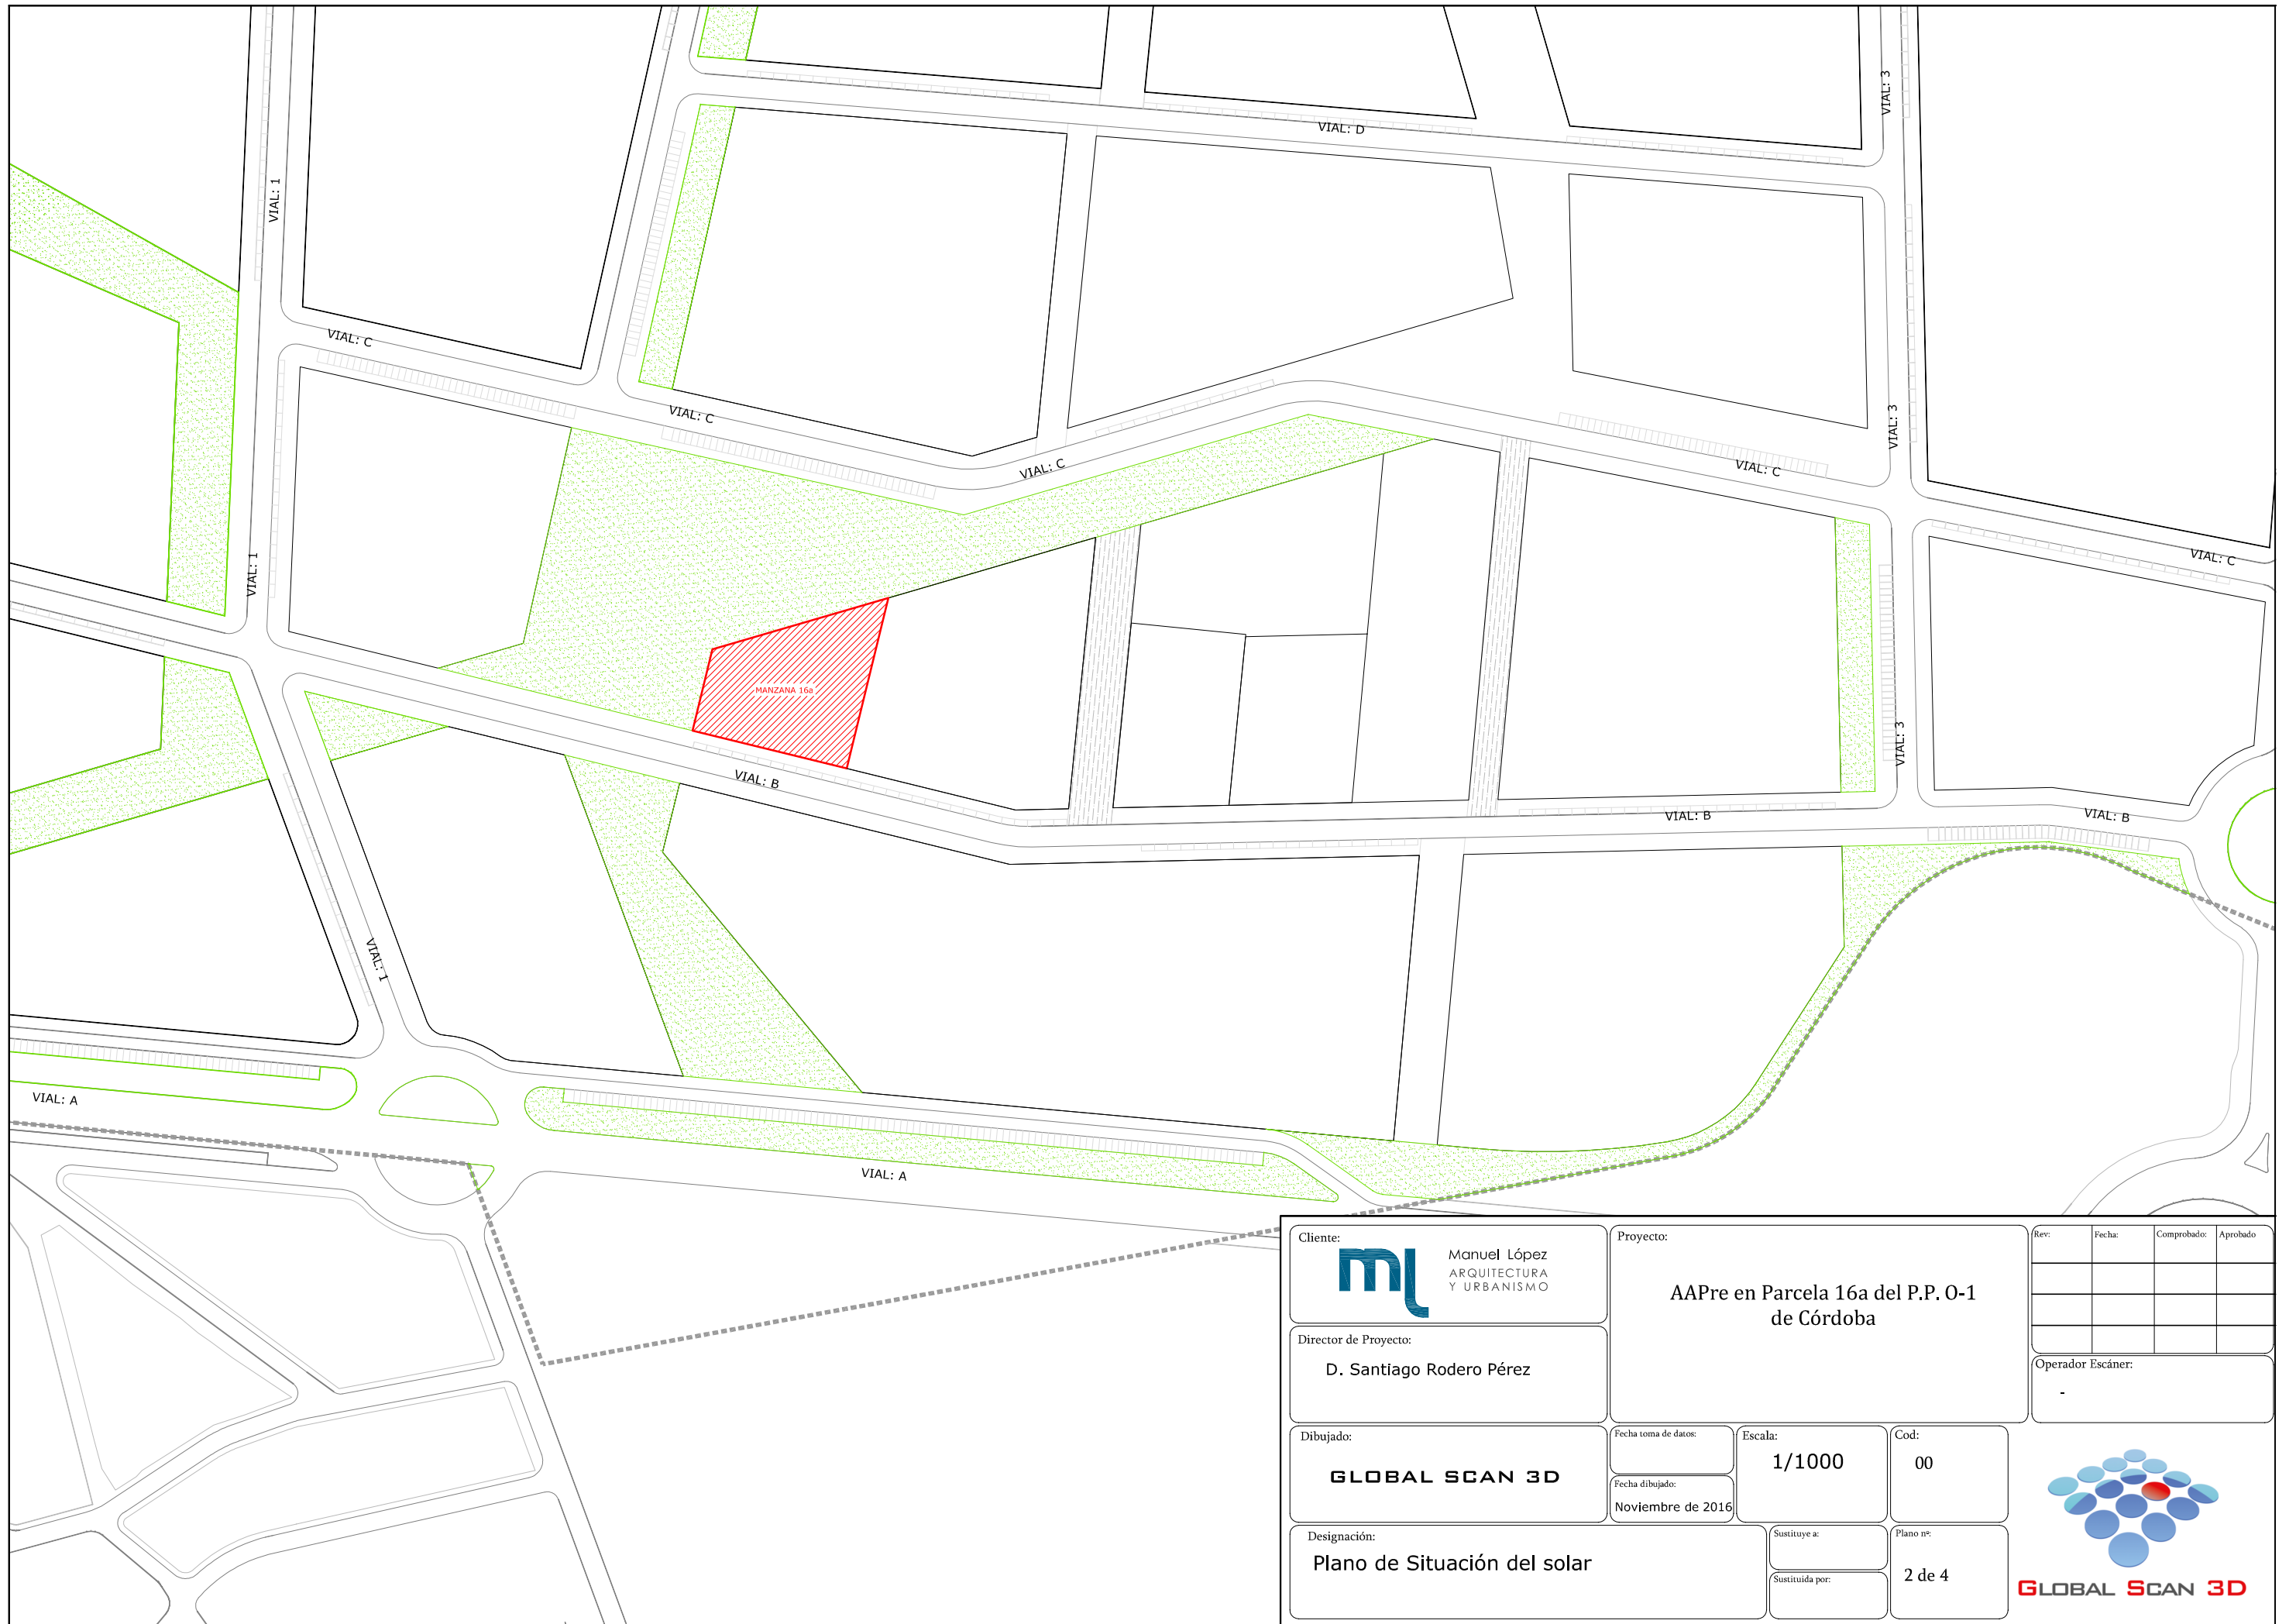 VIAL: 3
VIAL: D
VIAL: 1
VIAL: C
VIAL: C
VIAL: 3
VIAL: C
VIAL: C
VIAL: C
VIAL: 1
MANZANA 16a
VIAL: 3
VIAL: B
VIAL: B
VIAL: B
VIAL: 1
VIAL: A
VIAL: A
Cliente:
Manuel López
ARQUITECTURA
Y URBANISMO
Proyecto:
AAPre en Parcela 16a del P.P. O-1
de Córdoba
Rev: Fecha: Comprobado: Aprobado
Director de Proyecto:
D. Santiago Rodero Pérez
Operador Escáner:
-
Dibujado:
GLOBAL SCAN 3D
Fecha toma de datos:
Fecha dibujado:
Noviembre de 2016
Escala:
1/1000
Cod:
00
Designación:
Plano de Situación del solar
Sustituye a:
Sustituida por:
Plano nº:
2 de 4
GLOBAL SCAN 3D